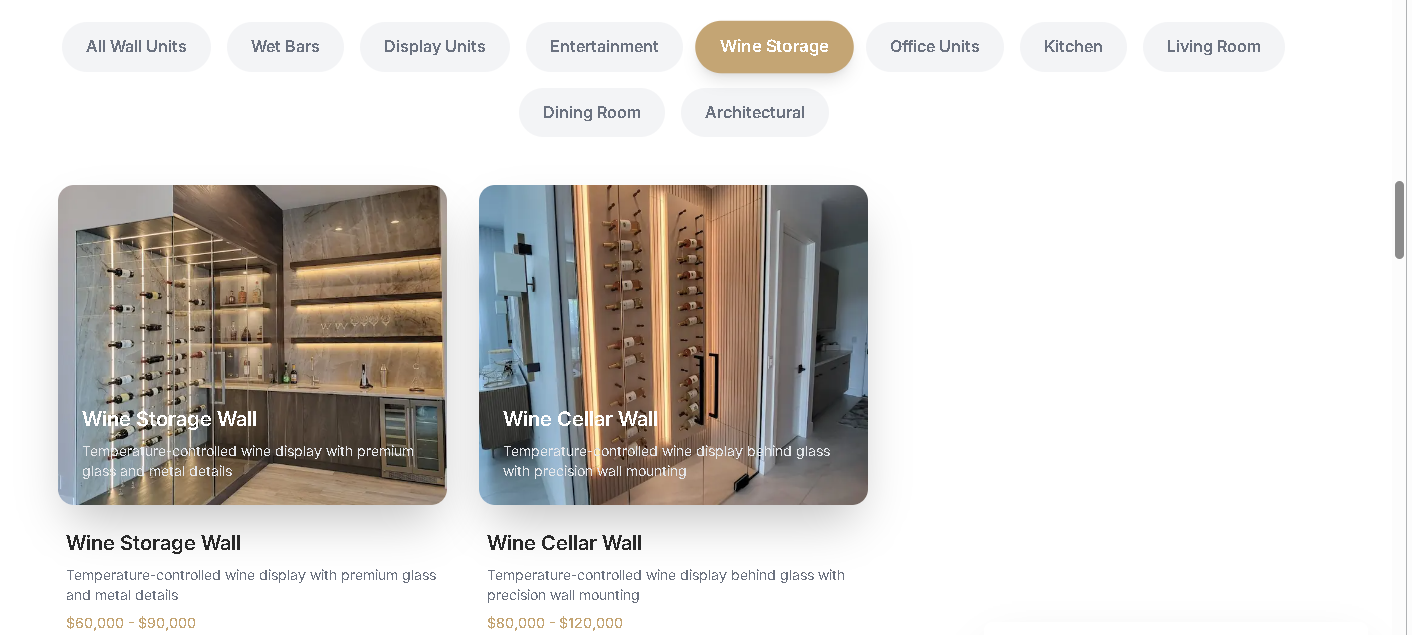 All Wall Units
Wet Bars
Display Units
Entertainment
Wine Storage
Office Units
Kitchen
Living Room
Dining Room
Architectural
Wine Storage Wall
Temperature-controlled wine display with premium
glass and metal details
Wine Cellar Wall
Temperature-controlled wine display behind glass
with precision wall mounting
Wine Storage Wall
Temperature-controlled wine display with premium glass
and metal details
$60,000 - $90,000
Wine Cellar Wall
Temperature-controlled wine display behind glass with
precision wall mounting
$80,000 - $120,000